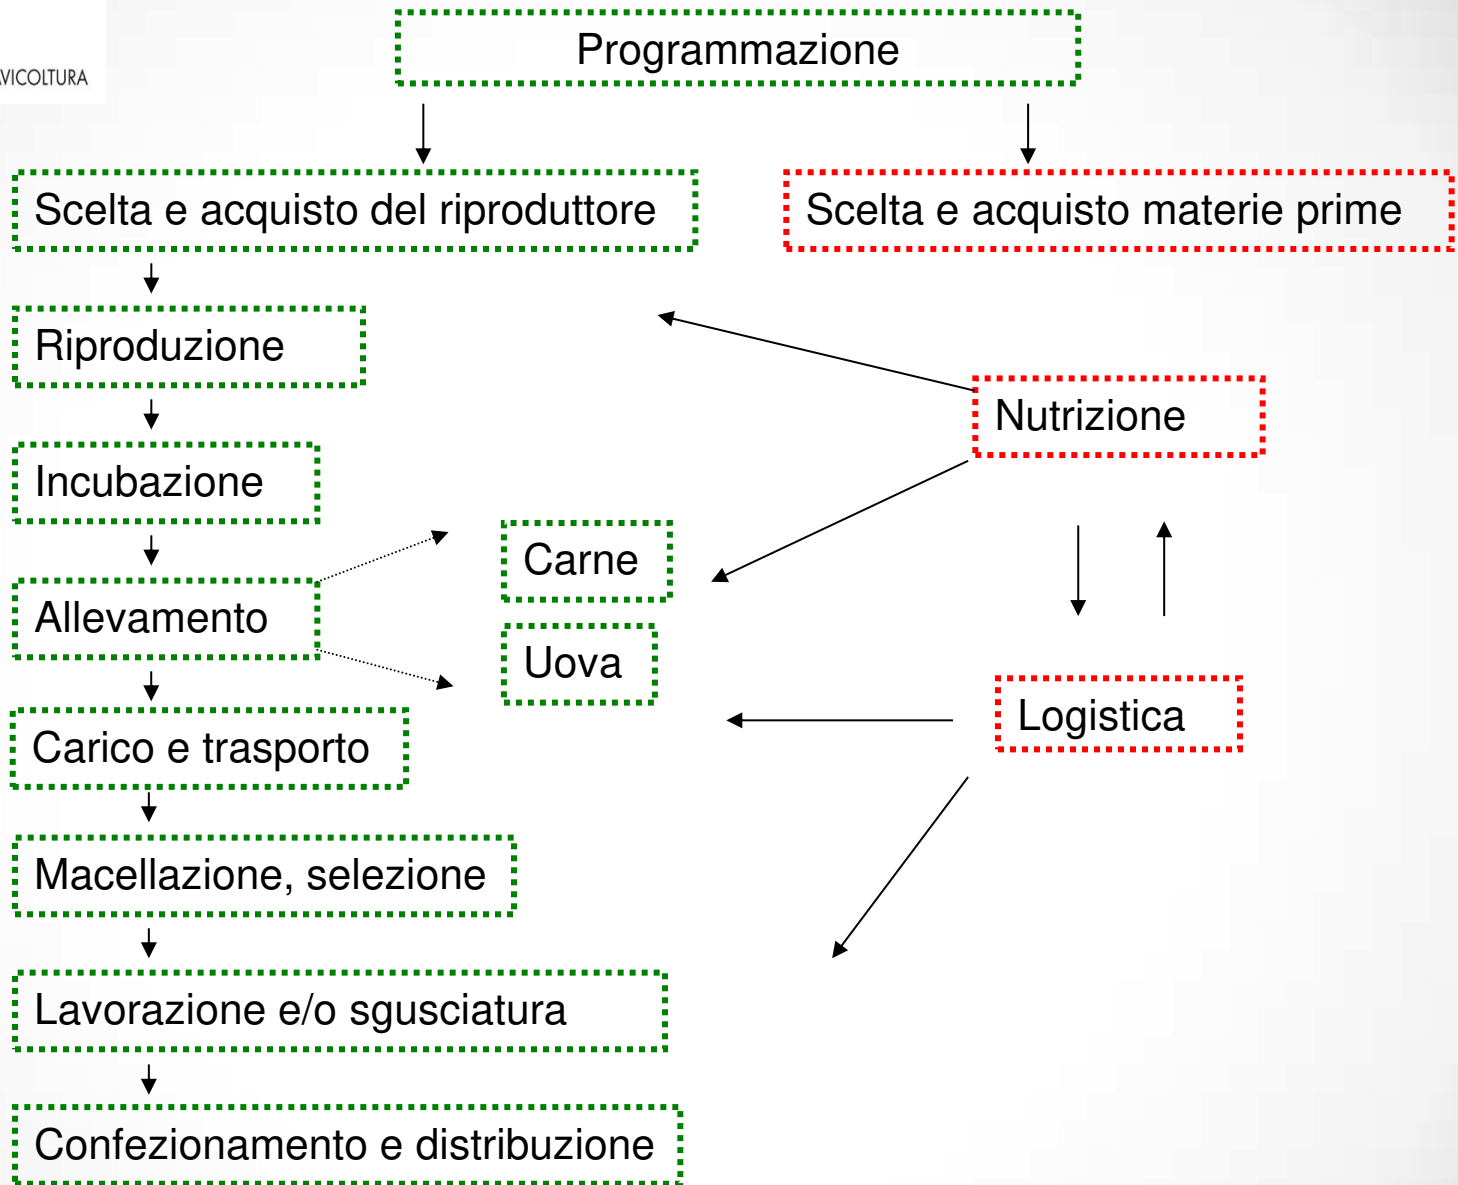 Programmazione
AVICOLTURA
Scelta e acquisto del riproduttore
Scelta e acquisto materie prime
Riproduzione
Nutrizione
Incubazione
Carne
Allevamento
Uova
Logistica
Carico e trasporto
Macellazione, selezione
Lavorazione e/o sgusciatura
Confezionamento e distribuzione